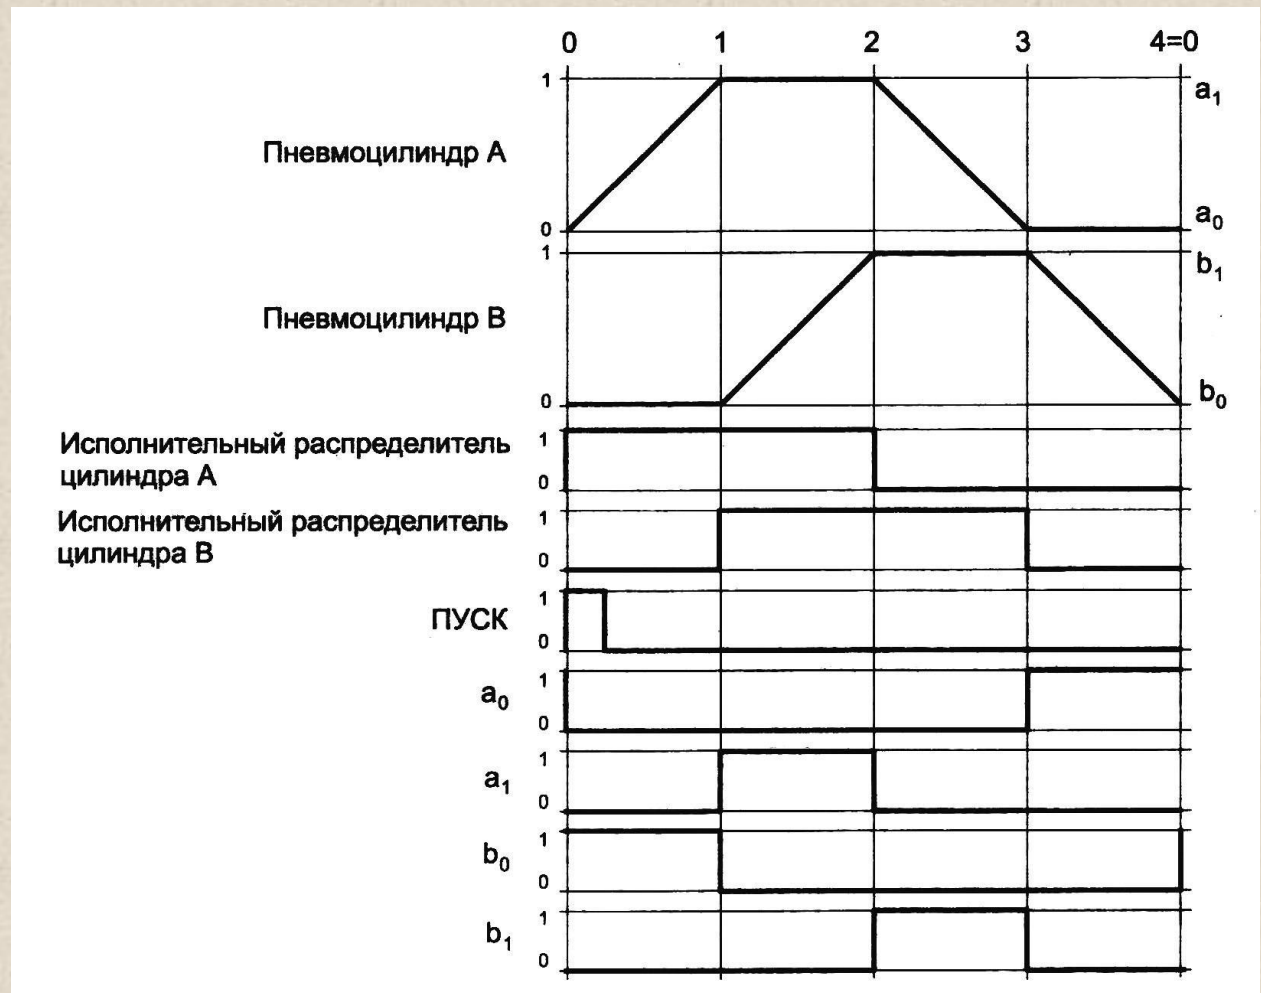 0 1 2 3 4=0
1 a₁
Пневмоцилиндр А
0 a₀
1 b₁
Пневмоцилиндр В
0 b₀
Исполнительный распределитель 1
цилиндра А 0
Исполнительный распределитель 1
цилиндра В 0
1
ПУСК
0
1
a₀
0
1
a₁
0
1
b₀
0
1
b₁
0